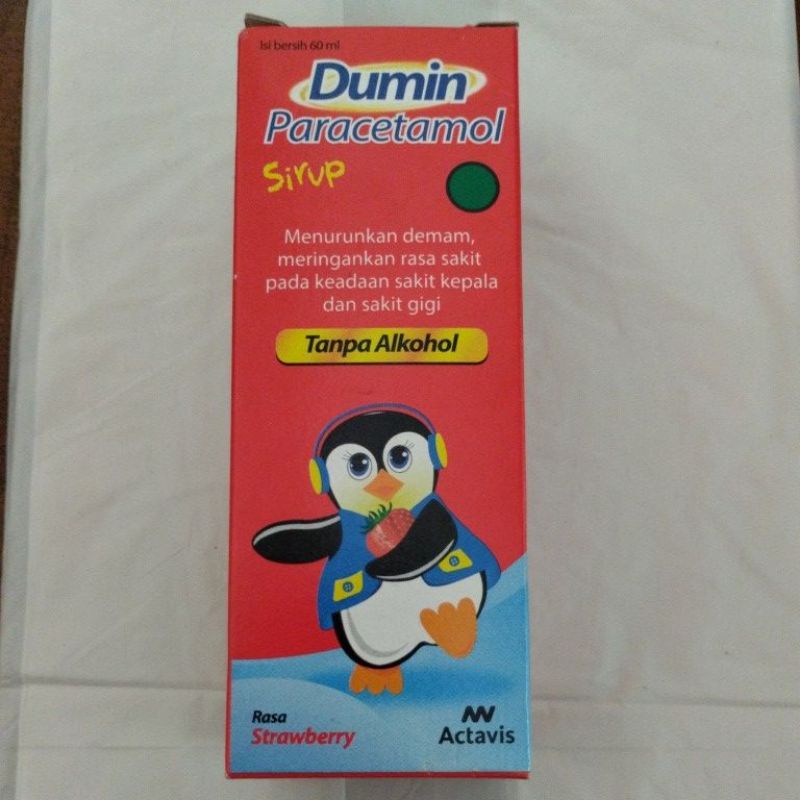 Isi bersih 60 ml
Dumin
Paracetamol
Sirup
Menurunkan demam,
meringankan rasa sakit
pada keadaan sakit kepala
dan sakit gigi
Tanpa Alkohol
Rasa
Strawberry
Actavis